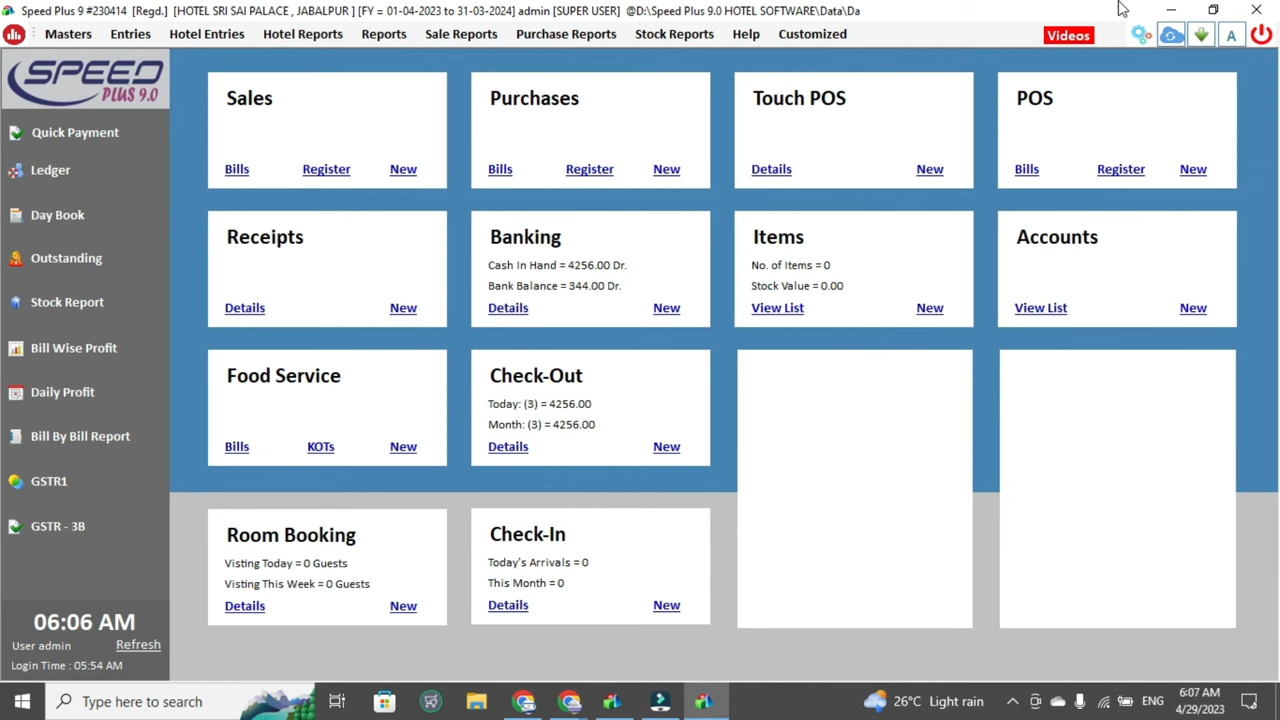 Speed Plus 9 #230414 [Regd.] [HOTEL SRI SAI PALACE , JABALPUR ] [FY = 01-04-2023 to 31-03-2024] admin [SUPER USER] @D:\Speed Plus 9.0 HOTEL SOFTWARE\Data\Da
Masters Entries Hotel Entries Hotel Reports Reports Sale Reports Purchase Reports Stock Reports Help Customized Videos A
SPEED
PLUS 9.0
Quick Payment
Ledger
Day Book
Outstanding
Stock Report
Bill Wise Profit
Daily Profit
Bill By Bill Report
GSTR1
GSTR - 3B
06:06 AM
User admin Refresh
Login Time : 05:54 AM
Sales
Bills Register New
Purchases
Bills Register New
Touch POS
Details New
POS
Bills Register New
Receipts
Details New
Banking
Cash In Hand = 4256.00 Dr.
Bank Balance = 344.00 Dr.
Details New
Items
No. of Items = 0
Stock Value = 0.00
View List New
Accounts
View List New
Food Service
Bills KOTs New
Check-Out
Today: (3) = 4256.00
Month: (3) = 4256.00
Details New
Room Booking
Visting Today = 0 Guests
Visting This Week = 0 Guests
Details New
Check-In
Today's Arrivals = 0
This Month = 0
Details New
Type here to search
26°C Light rain
ENG
6:07 AM
4/29/2023